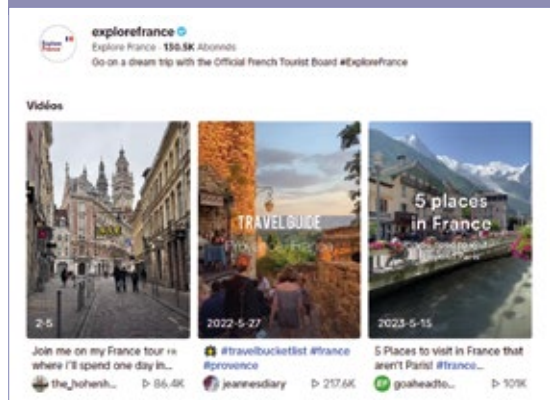 explorefrance
Explore France · 130.5K Abonnés
Go on a dream trip with the Official French Tourist Board #ExploreFrance
Vidéos
TRAVEL GUIDE
5 places
in France
2-5
2022-5-27
2023-5-15
Join me on my France tour FR
where I'll spend one day in...
the_hohenh...
86.4K
#travelbucketlist #france
#provence
jeannesdiary
217.6K
5 Places to visit in France that
aren't Paris! #france...
goaheadto...
101K